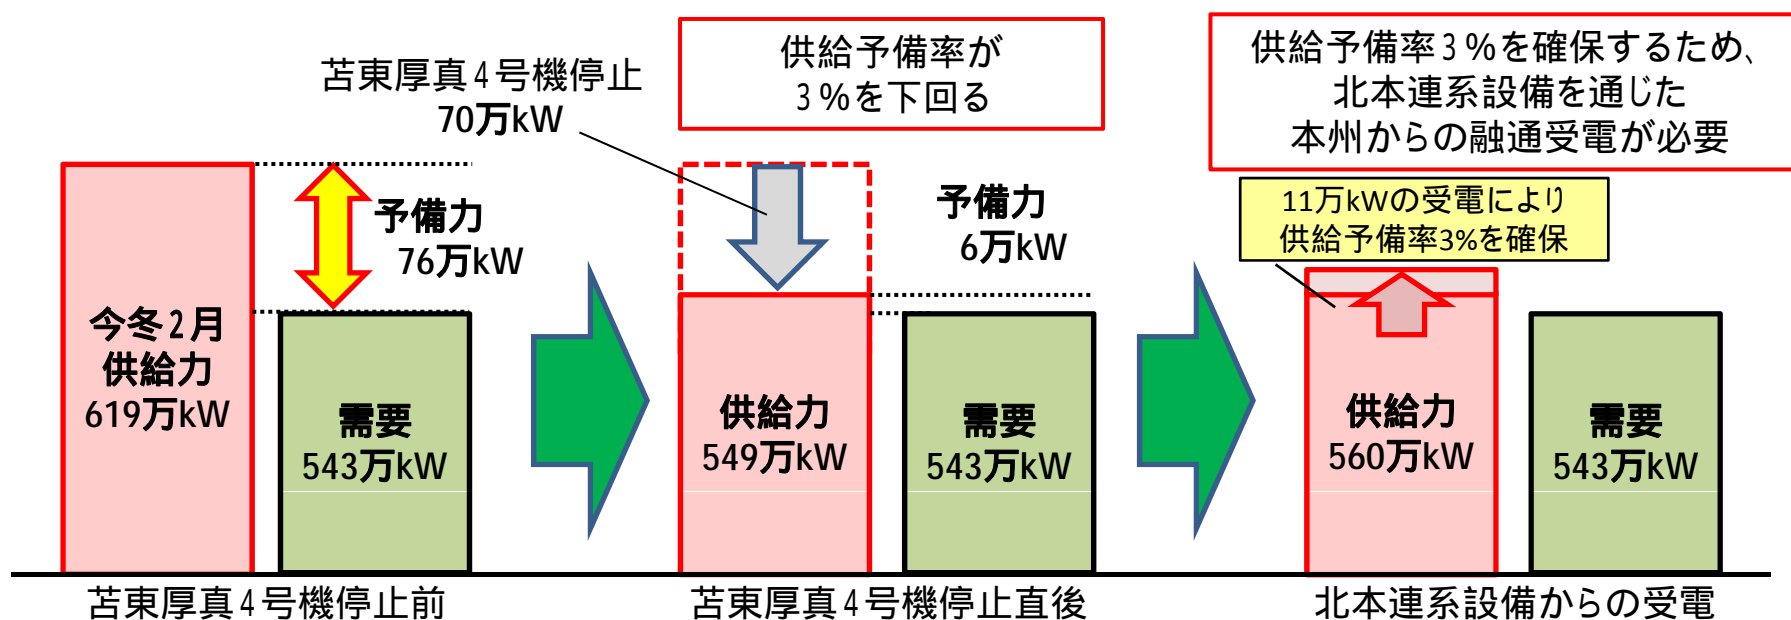 苫東厚真4号機停止
70万kW
供給予備率が
3%を下回る
供給予備率3%を確保するため、
北本連系設備を通じた
本州からの融通受電が必要
予備力
76万kW
今冬2月
供給力
619万kW
需要
543万kW
予備力
6万kW
供給力
549万kW
需要
543万kW
11万kWの受電により
供給予備率3%を確保
供給力
560万kW
需要
543万kW
苫東厚真4号機停止前
苫東厚真4号機停止直後
北本連系設備からの受電